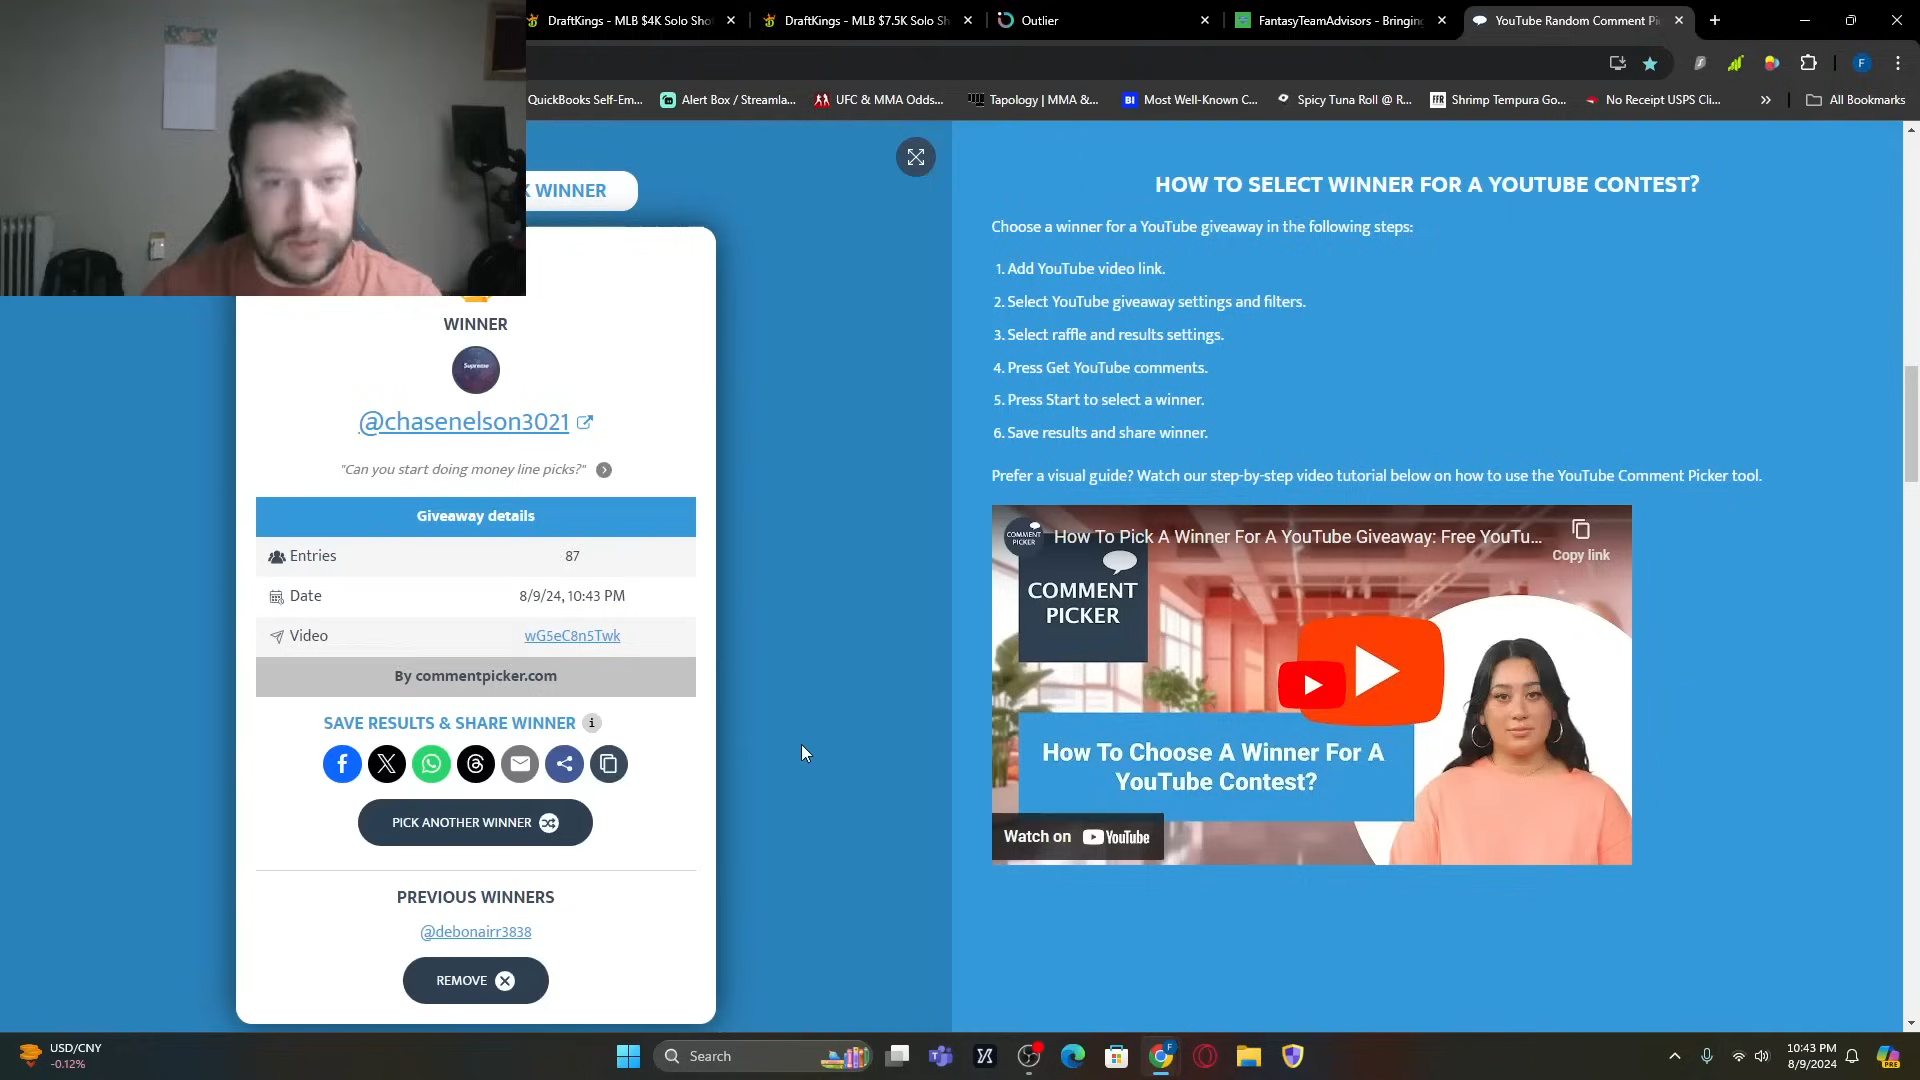 DraftKings - MLB $4K Solo Sho
DraftKings - MLB $7.5K Solo Sh
Outlier
FantasyTeamAdvisors - Bringing
YouTube Random Comment Pi
F
QuickBooks Self-Em...
Alert Box / Streamla...
UFC & MMA Odds...
Tapology | MMA &...
BI
Most Well-Known C...
Spicy Tuna Roll @ R...
FFR
Shrimp Tempura Go...
No Receipt USPS Cli...
All Bookmarks
K WINNER
WINNER
Supreme
@chasenelson3021
"Can you start doing money line picks?"
Giveaway details
Entries 87
Date 8/9/24, 10:43 PM
Video wG5eC8n5Twk
By commentpicker.com
SAVE RESULTS & SHARE WINNER i
PICK ANOTHER WINNER
PREVIOUS WINNERS
@debonairr3838
REMOVE
HOW TO SELECT WINNER FOR A YOUTUBE CONTEST?
Choose a winner for a YouTube giveaway in the following steps:
1. Add YouTube video link.
2. Select YouTube giveaway settings and filters.
3. Select raffle and results settings.
4. Press Get YouTube comments.
5. Press Start to select a winner.
6. Save results and share winner.
Prefer a visual guide? Watch our step-by-step video tutorial below on how to use the YouTube Comment Picker tool.
COMMENT
PICKER
How To Pick A Winner For A YouTube Giveaway: Free YouTu...
Copy link
COMMENT
PICKER
How To Choose A Winner For A
YouTube Contest?
Watch on YouTube
USD/CNY
-0.12%
Search
F
10:43 PM
8/9/2024
PRE